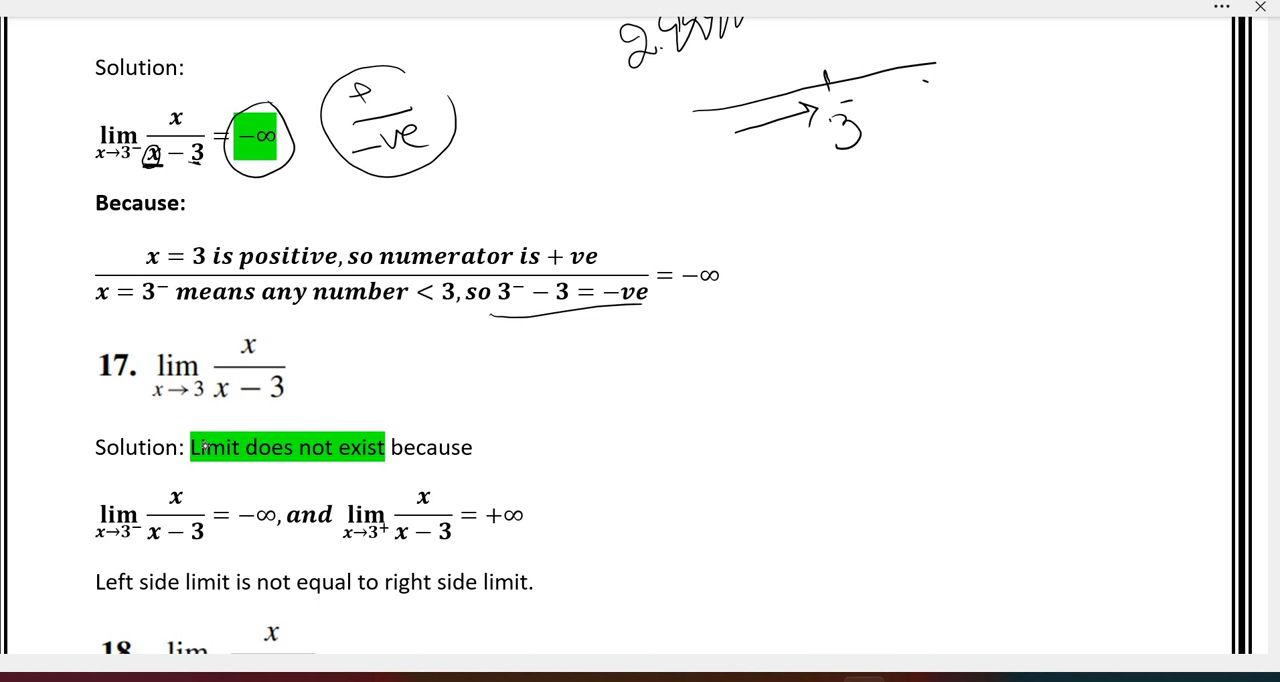 Solution:
lim x→3⁻ x / x − 3 = −∞
+ / −ve
3
Because:
x = 3 is positive, so numerator is + ve
x = 3⁻ means any number < 3, so 3⁻ − 3 = −ve
= −∞
17. lim x→3 x / x − 3
Solution: Limit does not exist because
lim x→3⁻ x / x − 3 = −∞, and lim x→3⁺ x / x − 3 = +∞
Left side limit is not equal to right side limit.
18 lim x